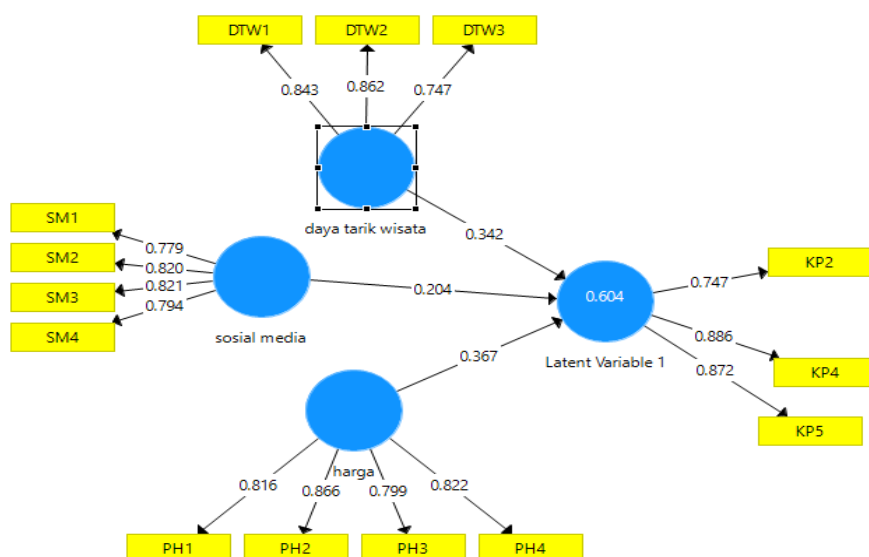 DTW1 DTW2 DTW3
0.843 0.862 0.747
daya tarik wisata
SM1
SM2
SM3
SM4
0.779
0.820
0.821
0.794
sosial media
0.342
0.204
0.367
0.604
Latent Variable 1
0.747
0.886
0.872
KP2
KP4
KP5
harga
0.816 0.866 0.799 0.822
PH1 PH2 PH3 PH4